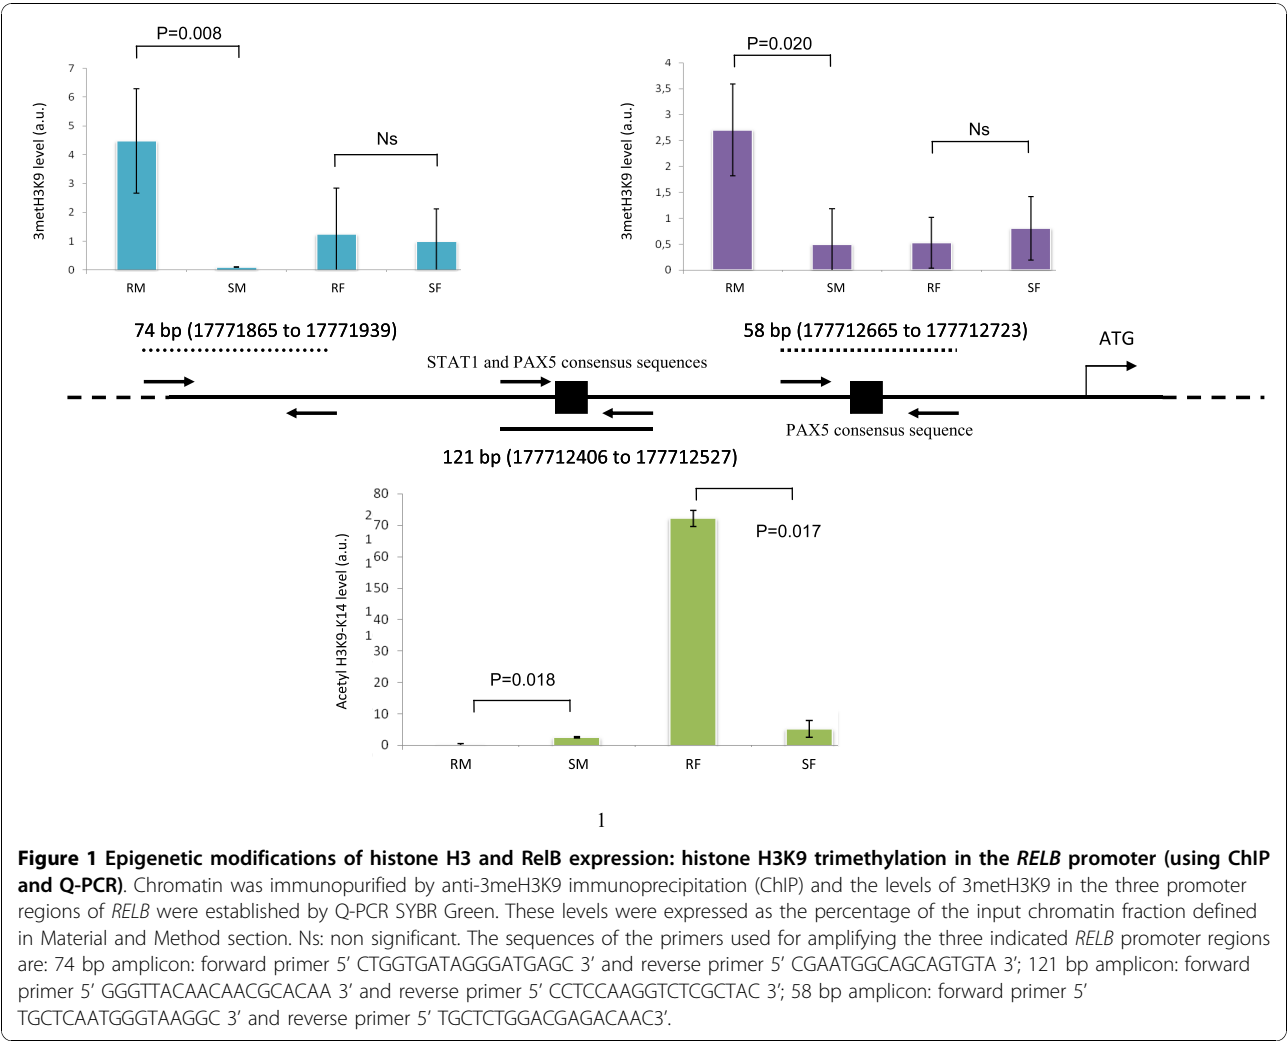 P=0.008
3metH3K9 level (a.u.)
7
6
5
4
3
2
1
0
Ns
RM SM RF SF
P=0.020
3metH3K9 level (a.u.)
4
3,5
3
2,5
2
1,5
1
0,5
0
Ns
RM SM RF SF
74 bp (17771865 to 17771939)
58 bp (177712665 to 177712723)
ATG
STAT1 and PAX5 consensus sequences
PAX5 consensus sequence
121 bp (177712406 to 177712527)
Acetyl H3K9-K14 level (a.u.)
80
2
70
1
1
60
150
1
40
1
30
20
10
0
P=0.018
P=0.017
RM SM RF SF
1
Figure 1 Epigenetic modifications of histone H3 and RelB expression: histone H3K9 trimethylation in the RELB promoter (using ChIP
and Q-PCR). Chromatin was immunopurified by anti-3meH3K9 immunoprecipitation (ChIP) and the levels of 3metH3K9 in the three promoter
regions of RELB were established by Q-PCR SYBR Green. These levels were expressed as the percentage of the input chromatin fraction defined
in Material and Method section. Ns: non significant. The sequences of the primers used for amplifying the three indicated RELB promoter regions
are: 74 bp amplicon: forward primer 5’ CTGGTGATAGGGATGAGC 3’ and reverse primer 5’ CGAATGGCAGCAGTGTA 3’; 121 bp amplicon: forward
primer 5’ GGGTTACAACAACGCACAA 3’ and reverse primer 5’ CCTCCAAGGTCTCGCTAC 3’; 58 bp amplicon: forward primer 5’
TGCTCAATGGGTAAGGC 3’ and reverse primer 5’ TGCTCTGGACGAGACAAC3’.